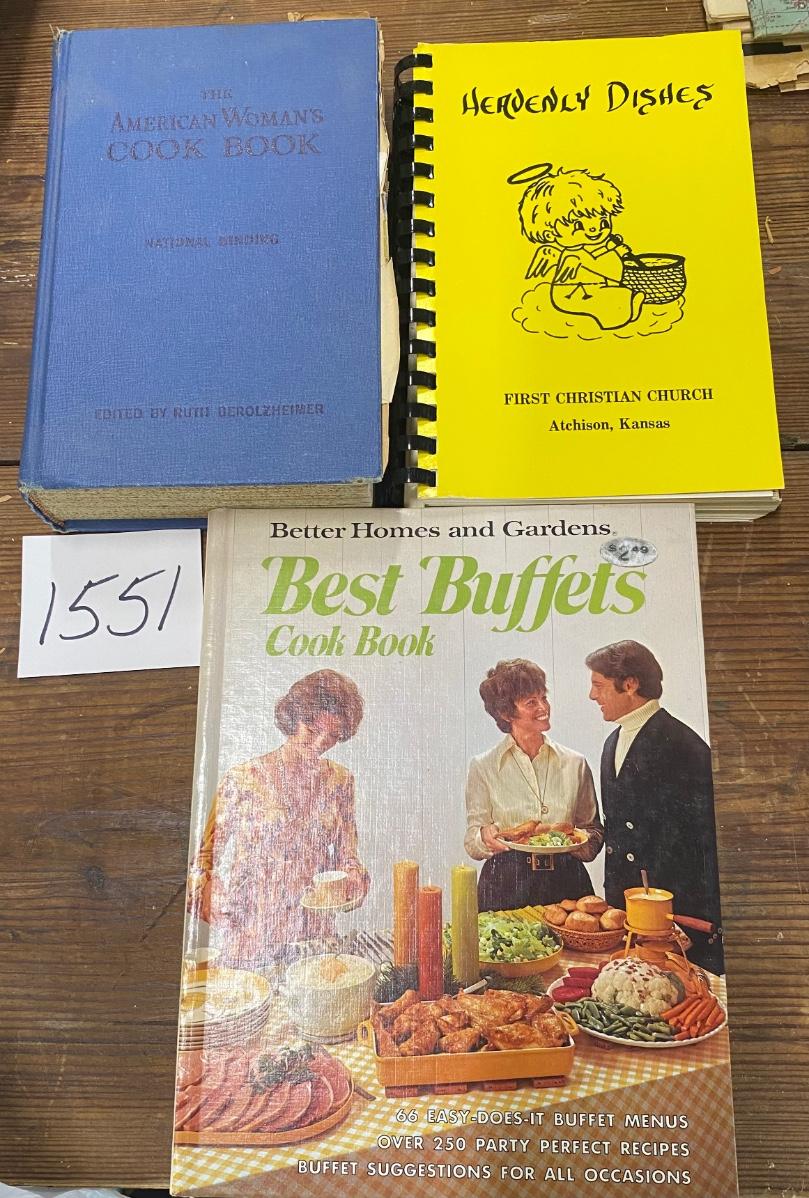 THE
AMERICAN WOMAN'S
COOK BOOK
NATIONAL BINDING
EDITED BY RUTH BEROLZHEIMER
HEAVENLY DISHES
FIRST CHRISTIAN CHURCH
Atchison, Kansas
1551
Better Homes and Gardens®
$2.49
Best Buffets
Cook Book
66 EASY-DOES-IT BUFFET MENUS
OVER 250 PARTY PERFECT RECIPES
BUFFET SUGGESTIONS FOR ALL OCCASIONS